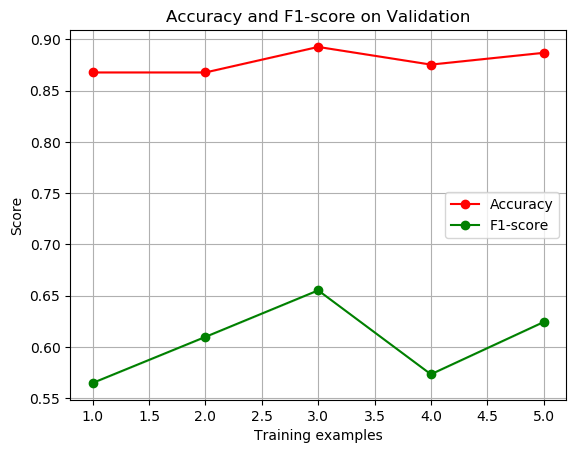 Accuracy and F1-score on Validation
0.90
0.85
0.80
0.75
0.70
0.65
0.60
0.55
Score
Accuracy
F1-score
1.0 1.5 2.0 2.5 3.0 3.5 4.0 4.5 5.0
Training examples